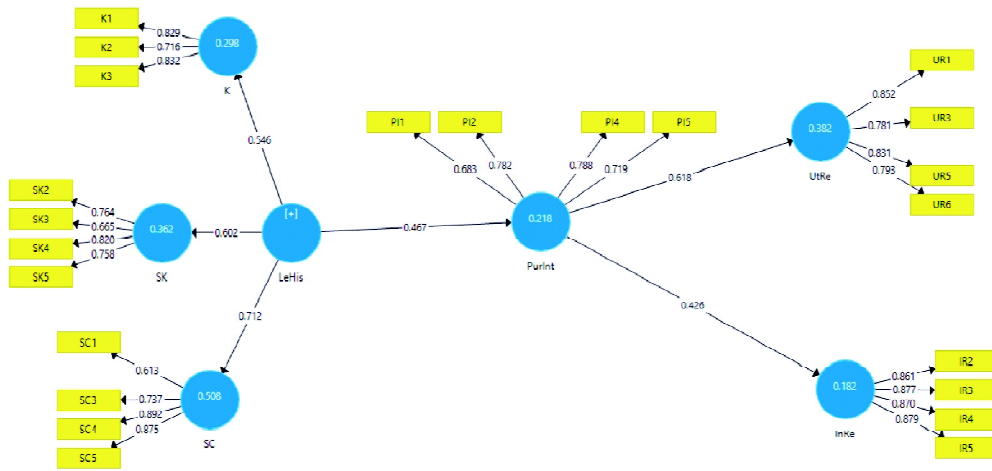 K1
K2
K3
0.829
0.716
0.832
0.298
K
0.546
SK2
SK3
SK4
SK5
0.764
0.665
0.820
0.758
0.362
SK
0.602
[+]
LeHis
0.712
SC1
SC3
SC4
SC5
0.613
0.737
0.892
0.875
0.508
SC
0.467
PI1
PI2
PI4
PI5
0.683
0.782
0.788
0.719
0.218
PurInt
0.618
0.426
0.382
UtRe
0.852
0.781
0.831
0.793
UR1
UR3
UR5
UR6
0.182
InRe
0.861
0.877
0.870
0.879
IR2
IR3
IR4
IR5